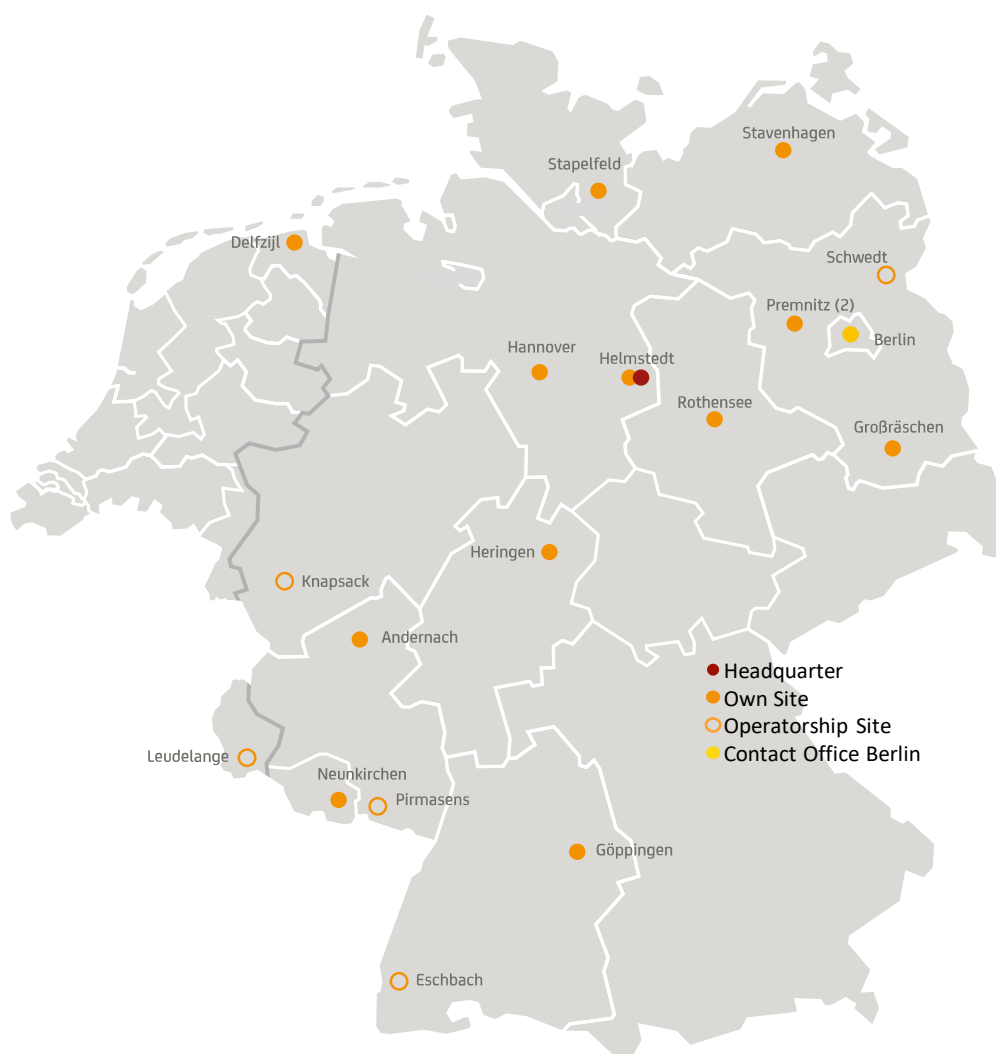 Stavenhagen
Stapelfeld
Delfzijl
Schwedt
Premnitz (2)
Berlin
Hannover
Helmstedt
Rothensee
Großräschen
Heringen
Knapsack
Andernach
Headquarter
Own Site
Operatorship Site
Contact Office Berlin
Leudelange
Neunkirchen
Pirmasens
Göppingen
Eschbach